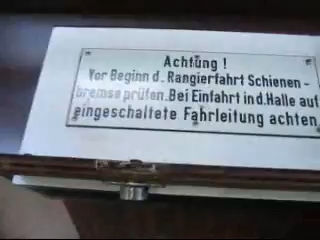 Achtung !
Vor Beginn d. Rangierfahrt Schienen-
bremse prüfen. Bei Einfahrt in d. Halle auf
eingeschaltete Fahrleitung achten.